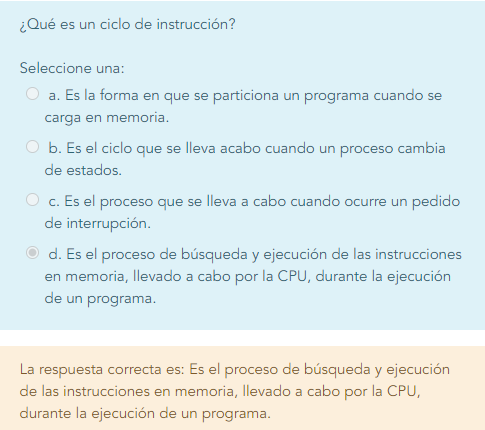 ¿Qué es un ciclo de instrucción?
Seleccione una:
a. Es la forma en que se particiona un programa cuando se
carga en memoria.
b. Es el ciclo que se lleva acabo cuando un proceso cambia
de estados.
c. Es el proceso que se lleva a cabo cuando ocurre un pedido
de interrupción.
d. Es el proceso de búsqueda y ejecución de las instrucciones
en memoria, llevado a cabo por la CPU, durante la ejecución
de un programa.
La respuesta correcta es: Es el proceso de búsqueda y ejecución
de las instrucciones en memoria, llevado a cabo por la CPU,
durante la ejecución de un programa.